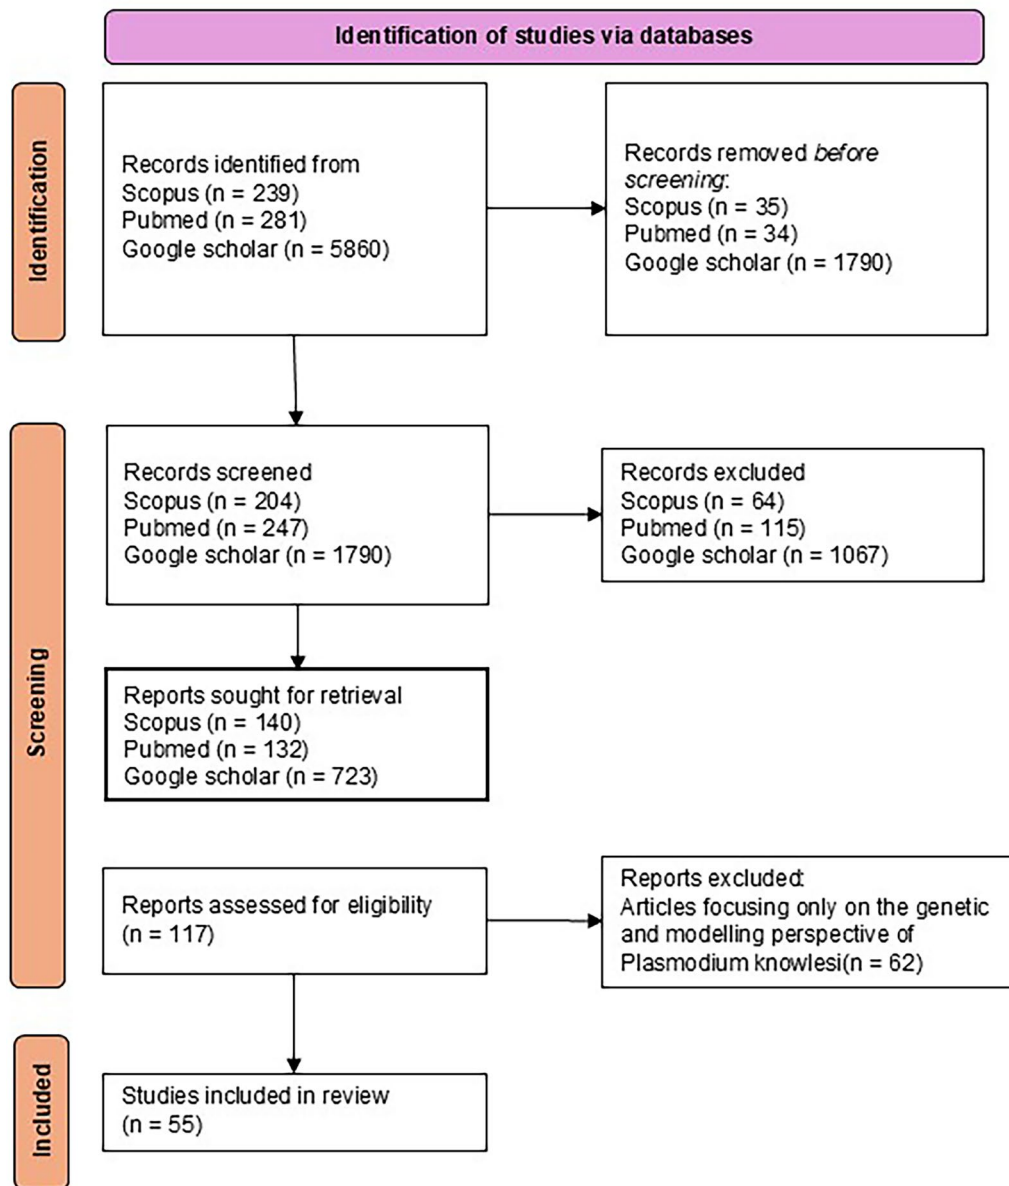 Identification of studies via databases
Identification
Records identified from
Scopus (n = 239)
Pubmed (n = 281)
Google scholar (n = 5860)
Records removed before
screening:
Scopus (n = 35)
Pubmed (n = 34)
Google scholar (n = 1790)
Screening
Records screened
Scopus (n = 204)
Pubmed (n = 247)
Google scholar (n = 1790)
Records excluded
Scopus (n = 64)
Pubmed (n = 115)
Google scholar (n = 1067)
Reports sought for retrieval
Scopus (n = 140)
Pubmed (n = 132)
Google scholar (n = 723)
Reports assessed for eligibility
(n = 117)
Reports excluded:
Articles focusing only on the genetic
and modelling perspective of
Plasmodium knowlesi(n = 62)
Included
Studies included in review
(n = 55)